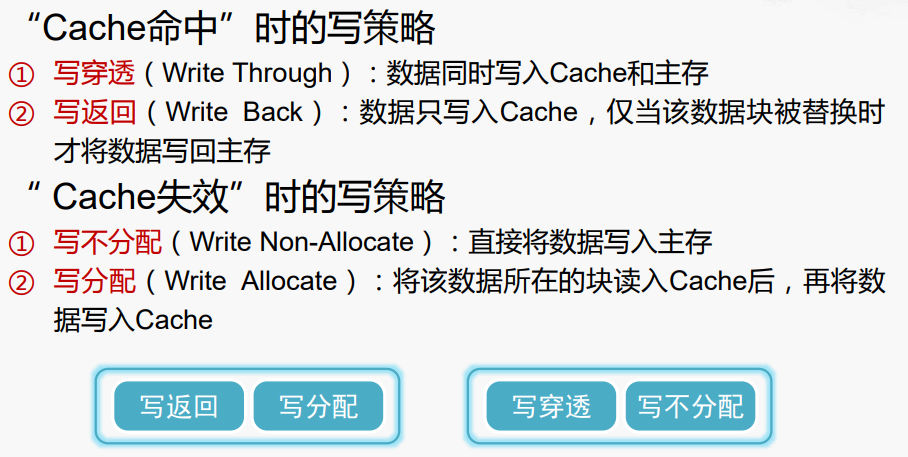 “Cache命中”时的写策略
① 写穿透（Write Through）：数据同时写入Cache和主存
② 写返回（Write Back）：数据只写入Cache，仅当该数据块被替换时
才将数据写回主存
“ Cache失效”时的写策略
① 写不分配（Write Non-Allocate）：直接将数据写入主存
② 写分配（Write Allocate）：将该数据所在的块读入Cache后，再将数
据写入Cache
写返回 写分配 写穿透 写不分配